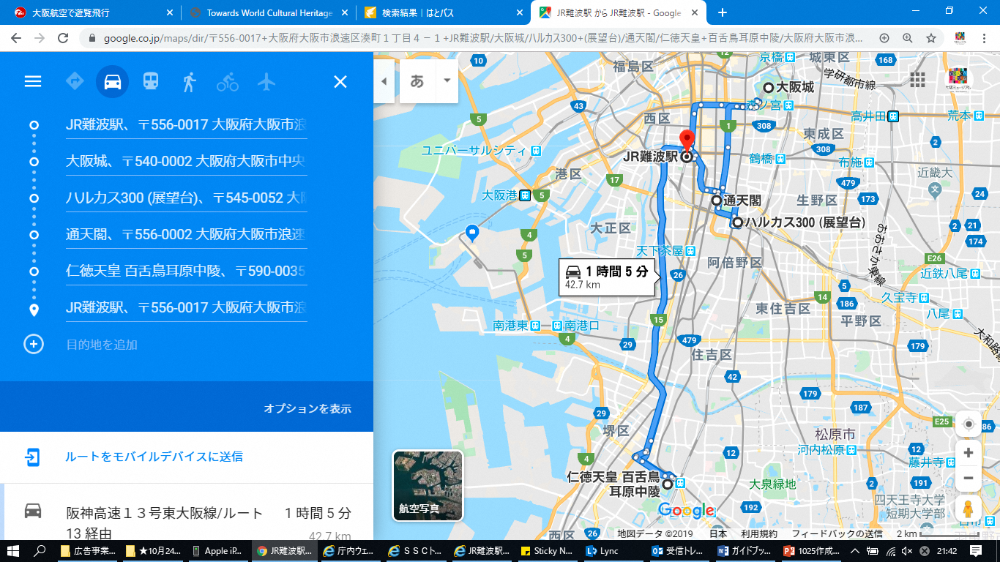 大阪航空で遊覧飛行
Towards World Cultural Heritage
検索結果｜はとバス
JR難波駅 から JR難波駅 - Google
google.co.jp/maps/dir/〒556-0017+大阪府大阪市浪速区湊町１丁目４－１+JR難波駅/大阪城/ハルカス300+(展望台)/通天閣/仁徳天皇+百舌鳥耳原中陵/大阪府大阪市浪...
あ
JR難波駅、〒556-0017 大阪府大阪市浪
大阪城、〒540-0002 大阪府大阪市中央
ハルカス300 (展望台)、〒545-0052 大
通天閣、〒556-0002 大阪府大阪市浪速
仁徳天皇 百舌鳥耳原中陵、〒590-0035
JR難波駅、〒556-0017 大阪府大阪市浪
目的地を追加
オプションを表示
ルートをモバイルデバイスに送信
阪神高速１３号東大阪線/ルート
13 経由
1 時間 5 分
42.7 km
10
福島区
12
京橋
城東区
168
学研都市線
大阪城
43
5
西区
森ノ宮
高井田
荒本
308
1
東成区
2
ユニバーサルシティ
JR難波駅
鶴橋
308
布施
港区
17
479
近畿大
大阪港
5
通天閣
生野区
173
24
ハルカス300 (展望台)
大正区
2
21
4
174
天下茶屋
おおさか東線
5
阿倍野区
E26
1 時間 5 分
42.7 km
26
近鉄八尾
5
14
186
久宝寺
東住吉区
八尾
15
平野区
南港東
南港口
4
29
479
179
大和路線
住吉区
42
179
187
29
E25
186
堺区
松原市
12
12
河内松原
4
藤井寺
仁徳天皇 百舌鳥
耳原中陵
大泉緑地
2
191
四天王寺大学
短期大学部
192
航空写真
Google
西区
26
地図データ ©2019
日本
利用規約
フィードバックの送信
2 km
広告事業...
★10月24...
Apple iP...
JR難波駅...
庁内ウエ...
ＳＳＣト...
JR難波駅...
Sticky N...
Lync
受信トレ...
ガイドブッ...
1025作成...
21:42